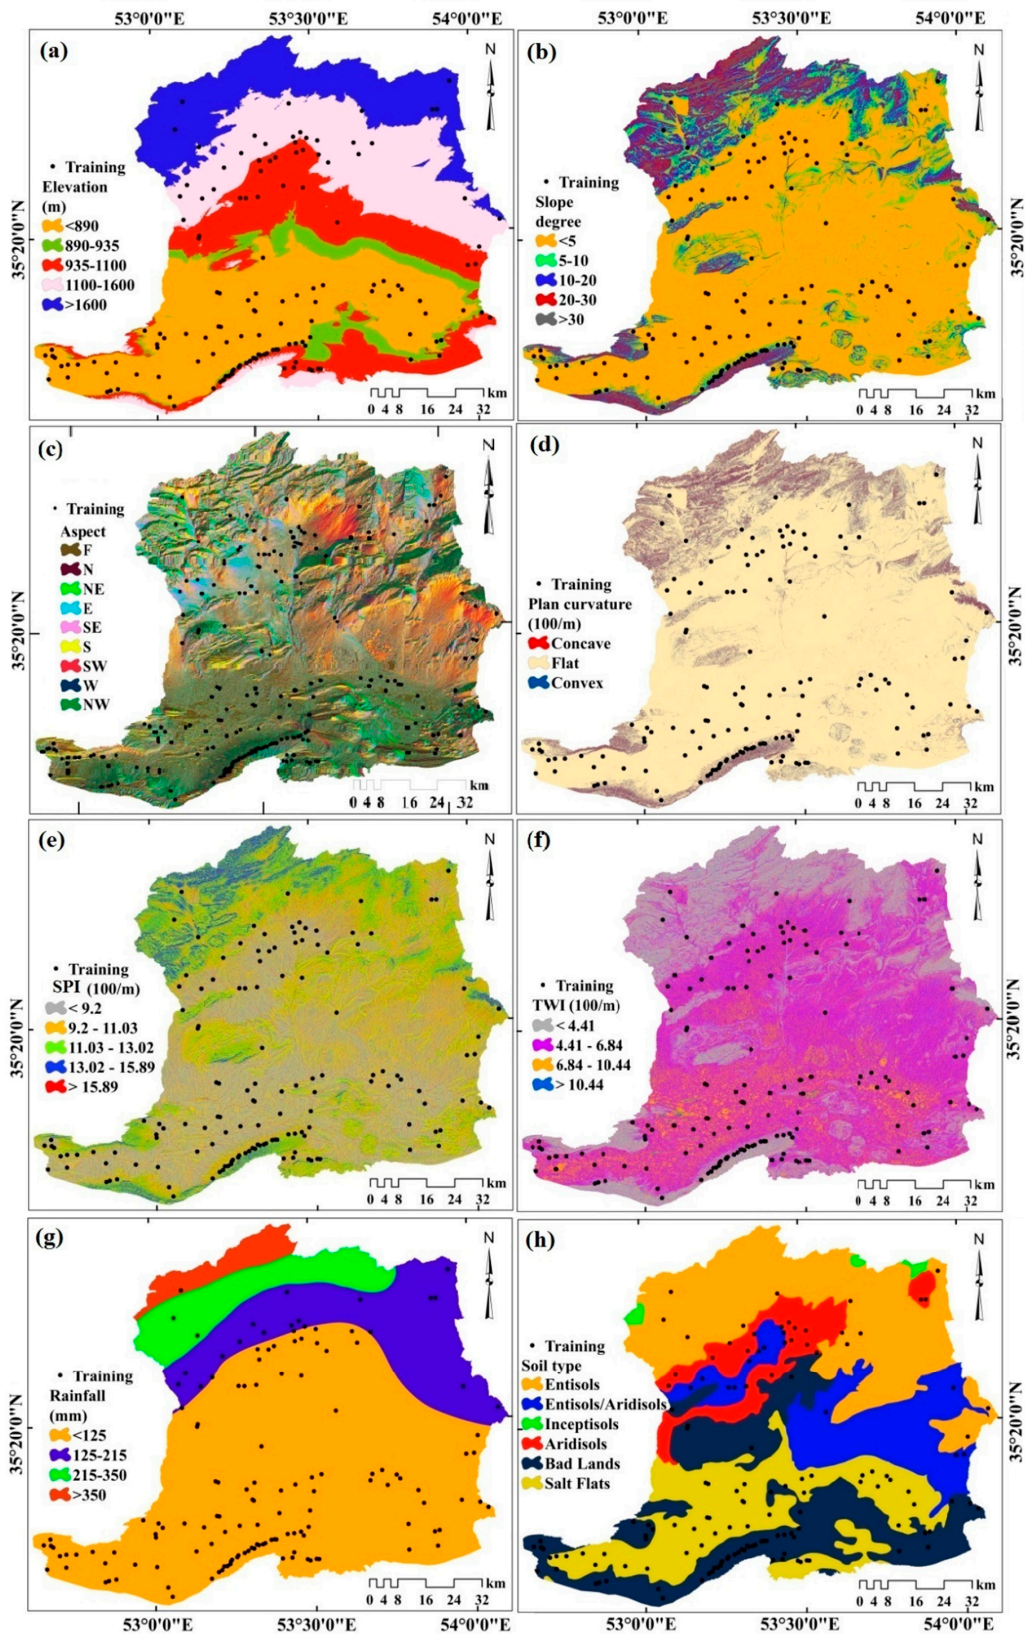 53°0'0"E 53°30'0"E 54°0'0"E 53°0'0"E 53°30'0"E 54°0'0"E
(a)
N
Training
Elevation
(m)
<890
890-935
935-1100
1100-1600
>1600
km
0 4 8 16 24 32
35°20'0"N
(b)
N
Training
Slope
degree
<5
5-10
10-20
20-30
>30
km
0 4 8 16 24 32
35°20'0"N
(c)
N
Training
Aspect
F
N
NE
E
SE
S
SW
W
NW
km
0 4 8 16 24 32
35°20'0"N
(d)
N
Training
Plan curvature
(100/m)
Concave
Flat
Convex
km
0 4 8 16 24 32
35°20'0"N
(e)
N
Training
SPI (100/m)
< 9.2
9.2 - 11.03
11.03 - 13.02
13.02 - 15.89
> 15.89
km
0 4 8 16 24 32
35°20'0"N
(f)
N
Training
TWI (100/m)
< 4.41
4.41 - 6.84
6.84 - 10.44
> 10.44
km
0 4 8 16 24 32
35°20'0"N
(g)
N
Training
Rainfall
(mm)
<125
125-215
215-350
>350
km
0 4 8 16 24 32
35°20'0"N
(h)
N
Training
Soil type
Entisols
Entisols/Aridisols
Inceptisols
Aridisols
Bad Lands
Salt Flats
km
0 4 8 16 24 32
35°20'0"N
53°0'0"E 53°30'0"E 54°0'0"E 53°0'0"E 53°30'0"E 54°0'0"E